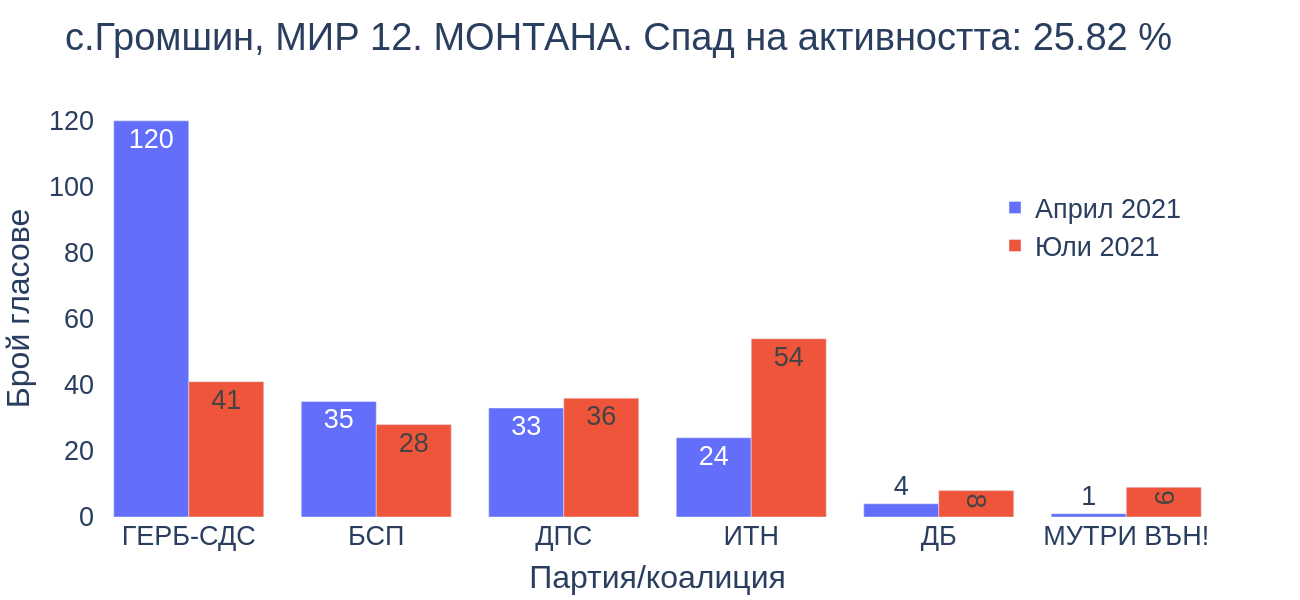 с.Громшин, МИР 12. МОНТАНА. Спад на активността: 25.82 %
Брой гласове
120
100
80
60
40
20
0
120
41
35
28
33
36
24
54
4
8
1
9
Април 2021
Юли 2021
ГЕРБ-СДС
БСП
ДПС
ИТН
ДБ
МУТРИ ВЪН!
Партия/коалиция